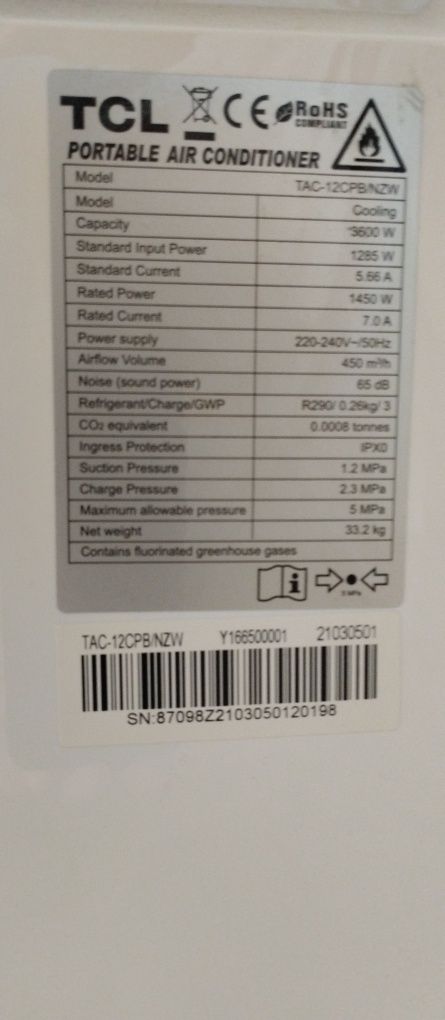 TCL CE RoHS
COMPLIANT
PORTABLE AIR CONDITIONER
Model TAC-12CPB/NZW
Model Cooling
Capacity 3600 W
Standard Input Power 1285 W
Standard Current 5.66 A
Rated Power 1450 W
Rated Current 7.0 A
Power supply 220-240V~/50Hz
Airflow Volume 450 m³/h
Noise (sound power) 65 dB
Refrigerant/Charge/GWP R290/ 0.26kg/ 3
CO₂ equivalent 0.0008 tonnes
Ingress Protection IPX0
Suction Pressure 1.2 MPa
Charge Pressure 2.3 MPa
Maximum allowable pressure 5 MPa
Net weight 33.2 kg
Contains fluorinated greenhouse gases
TAC-12CPB/NZW Y166500001 21030501
SN:87098Z2103050120198